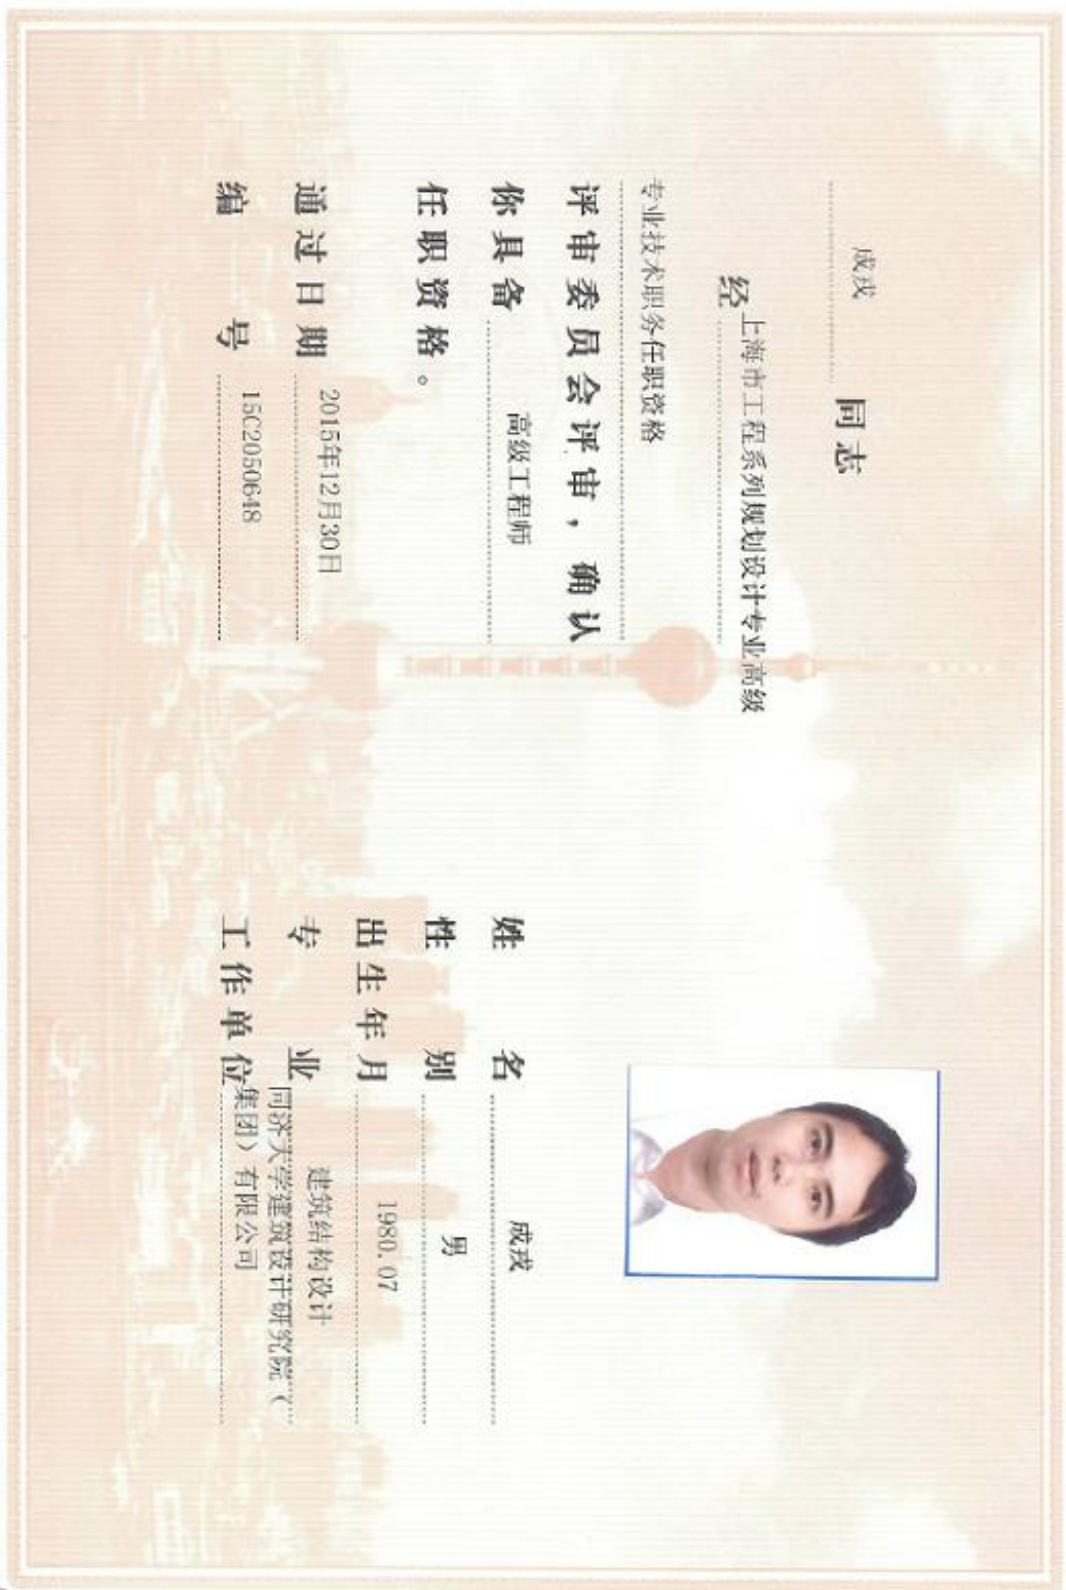 成戎 同志
经 上海市工程系列规划设计专业高级
专业技术职务任职资格
评审委员会评审，确认
你具备 高级工程师
任职资格。
通过日期 2015年12月30日
编号 15C2050648
姓名 成戎
性别 男
出生年月 1980.07
专业 建筑结构设计
工作单位 同济大学建筑设计研究院（
集团）有限公司